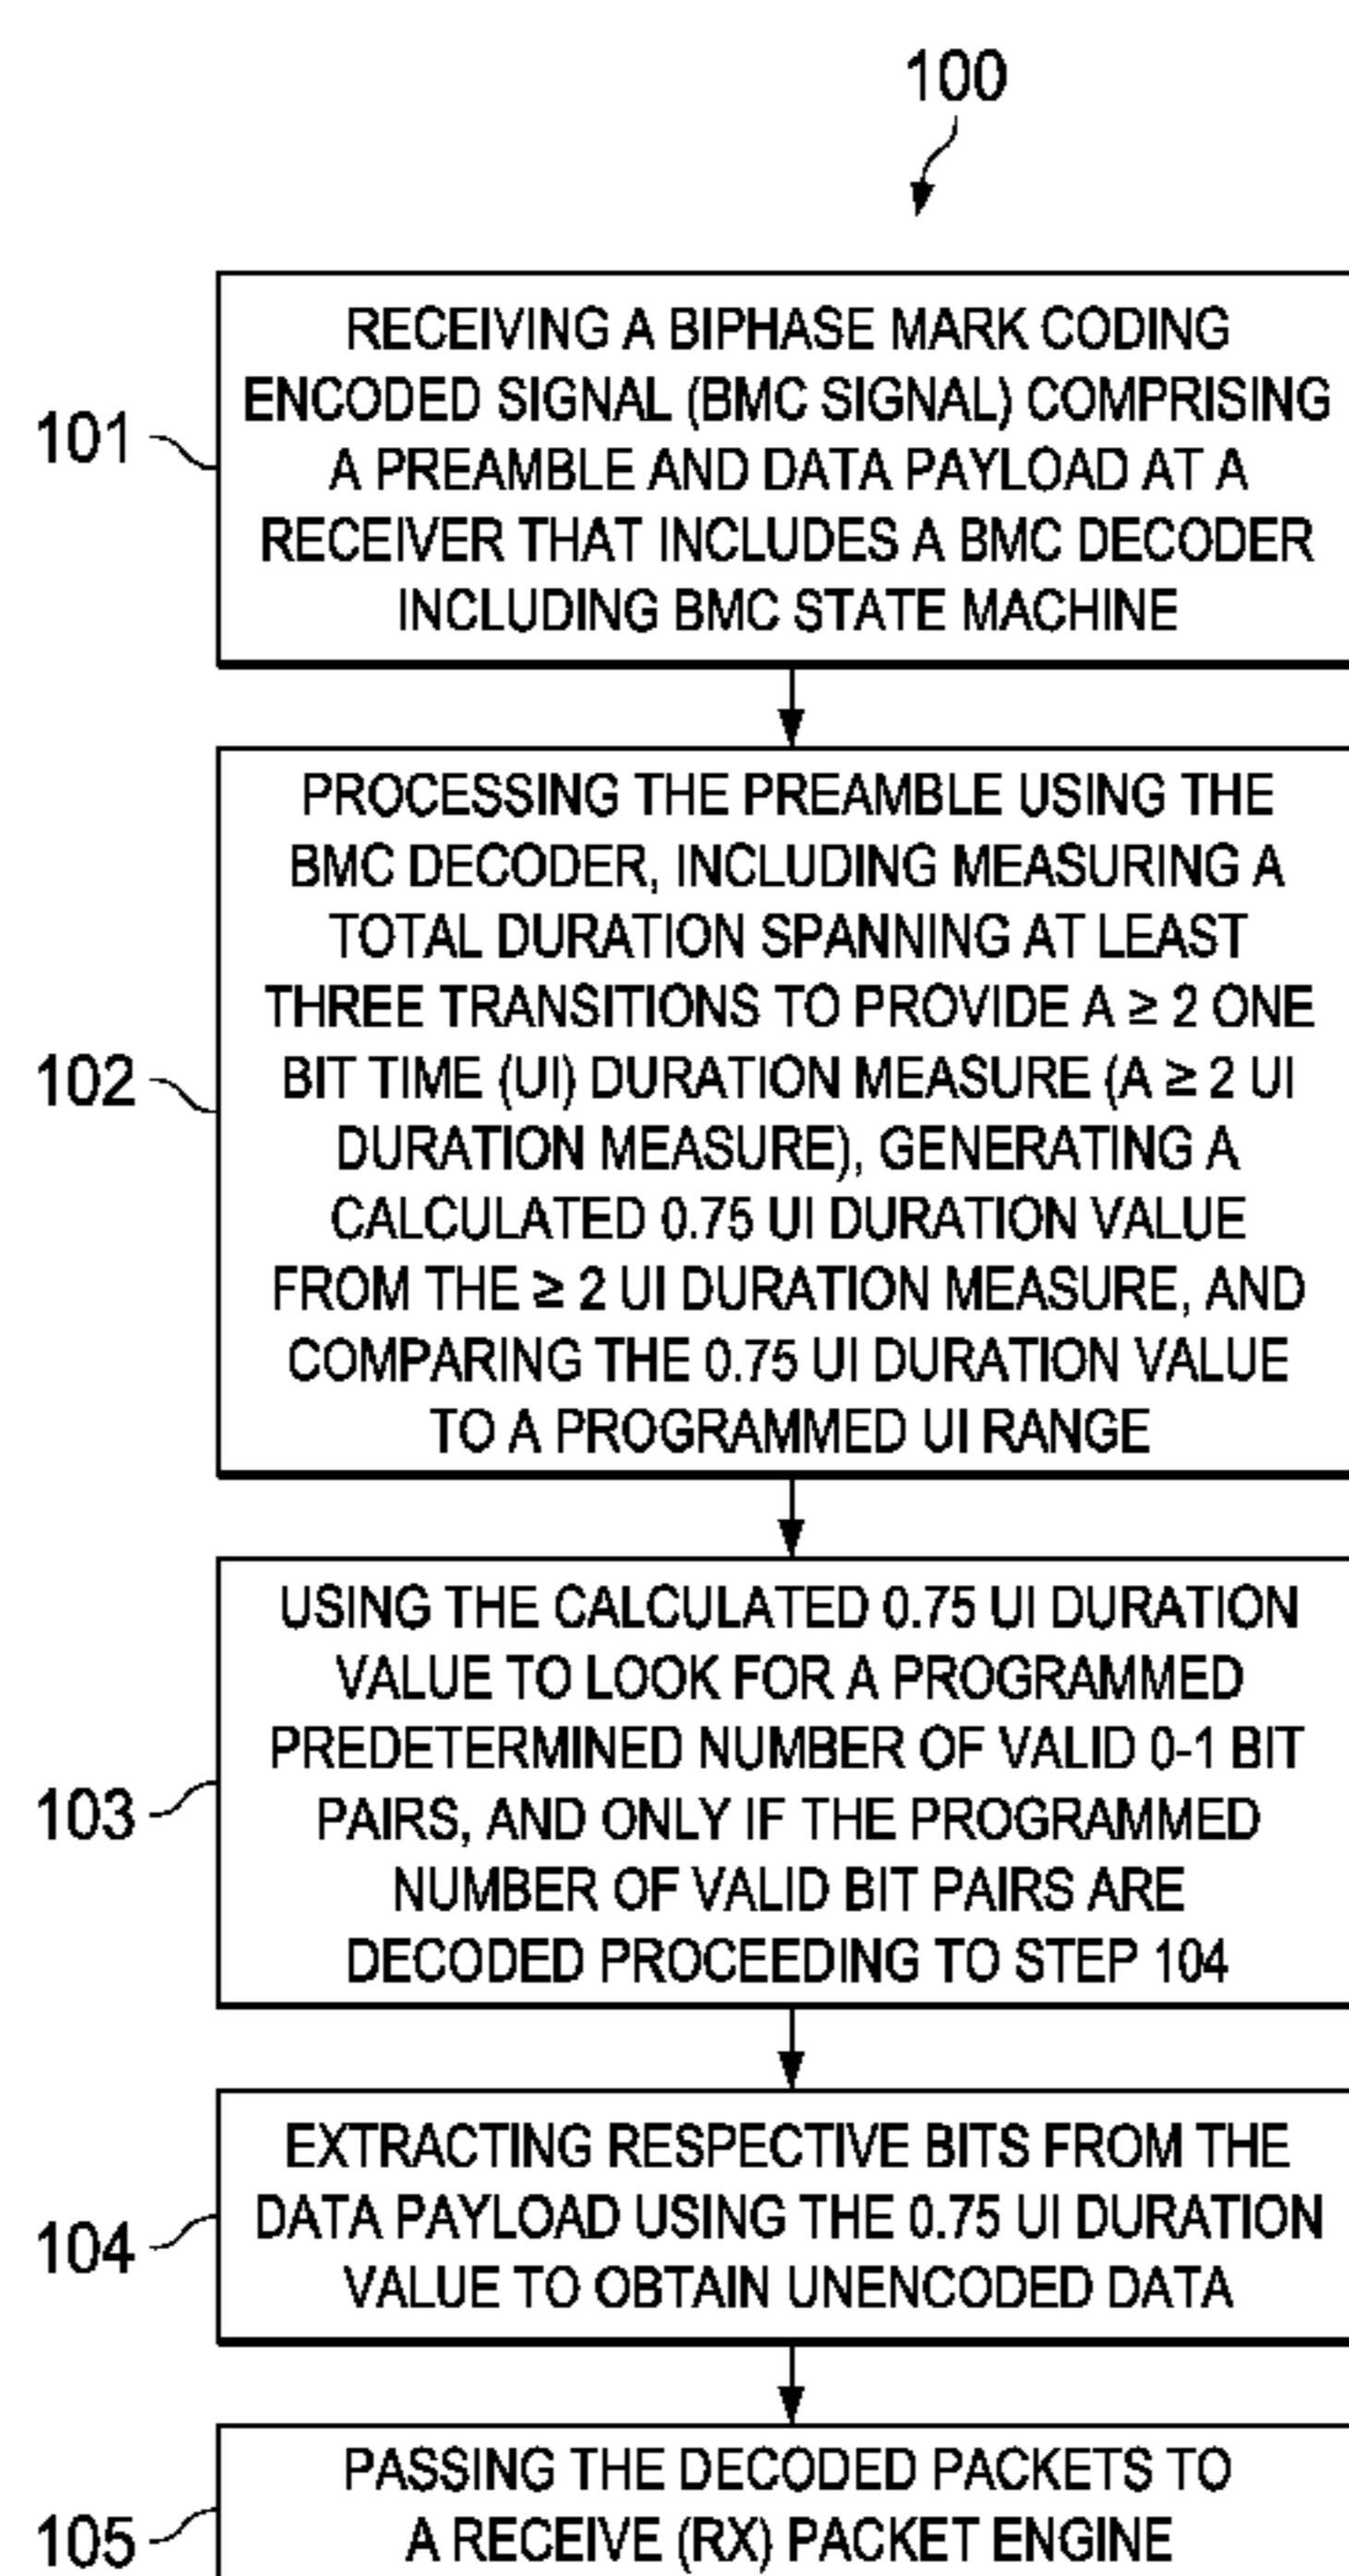 100
101
RECEIVING A BIPHASE MARK CODING
ENCODED SIGNAL (BMC SIGNAL) COMPRISING
A PREAMBLE AND DATA PAYLOAD AT A
RECEIVER THAT INCLUDES A BMC DECODER
INCLUDING BMC STATE MACHINE
102
PROCESSING THE PREAMBLE USING THE
BMC DECODER, INCLUDING MEASURING A
TOTAL DURATION SPANNING AT LEAST
THREE TRANSITIONS TO PROVIDE A ≥ 2 ONE
BIT TIME (UI) DURATION MEASURE (A ≥ 2 UI
DURATION MEASURE), GENERATING A
CALCULATED 0.75 UI DURATION VALUE
FROM THE ≥ 2 UI DURATION MEASURE, AND
COMPARING THE 0.75 UI DURATION VALUE
TO A PROGRAMMED UI RANGE
103
USING THE CALCULATED 0.75 UI DURATION
VALUE TO LOOK FOR A PROGRAMMED
PREDETERMINED NUMBER OF VALID 0-1 BIT
PAIRS, AND ONLY IF THE PROGRAMMED
NUMBER OF VALID BIT PAIRS ARE
DECODED PROCEEDING TO STEP 104
104
EXTRACTING RESPECTIVE BITS FROM THE
DATA PAYLOAD USING THE 0.75 UI DURATION
VALUE TO OBTAIN UNENCODED DATA
105
PASSING THE DECODED PACKETS TO
A RECEIVE (RX) PACKET ENGINE